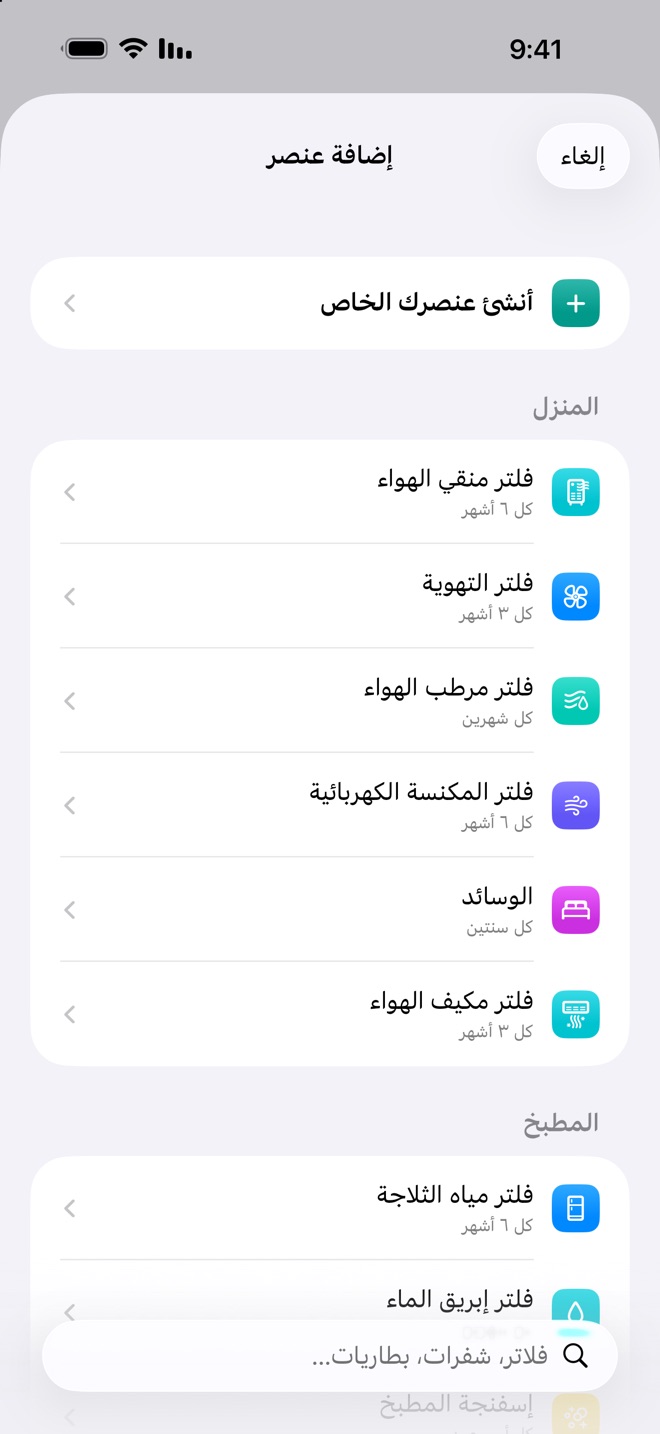 9:41
إلغاء
إضافة عنصر
أنشئ عنصرك الخاص
المنزل
فلتر منقي الهواء
كل ٦ أشهر
فلتر التهوية
كل ٣ أشهر
فلتر مرطب الهواء
كل شهرين
فلتر المكنسة الكهربائية
كل ٦ أشهر
الوسائد
كل سنتين
فلتر مكيف الهواء
كل ٣ أشهر
المطبخ
فلتر مياه الثلاجة
كل ٦ أشهر
فلتر إبريق الماء
فلاتر، شفرات، بطاريات...
إسفنجة المطبخ